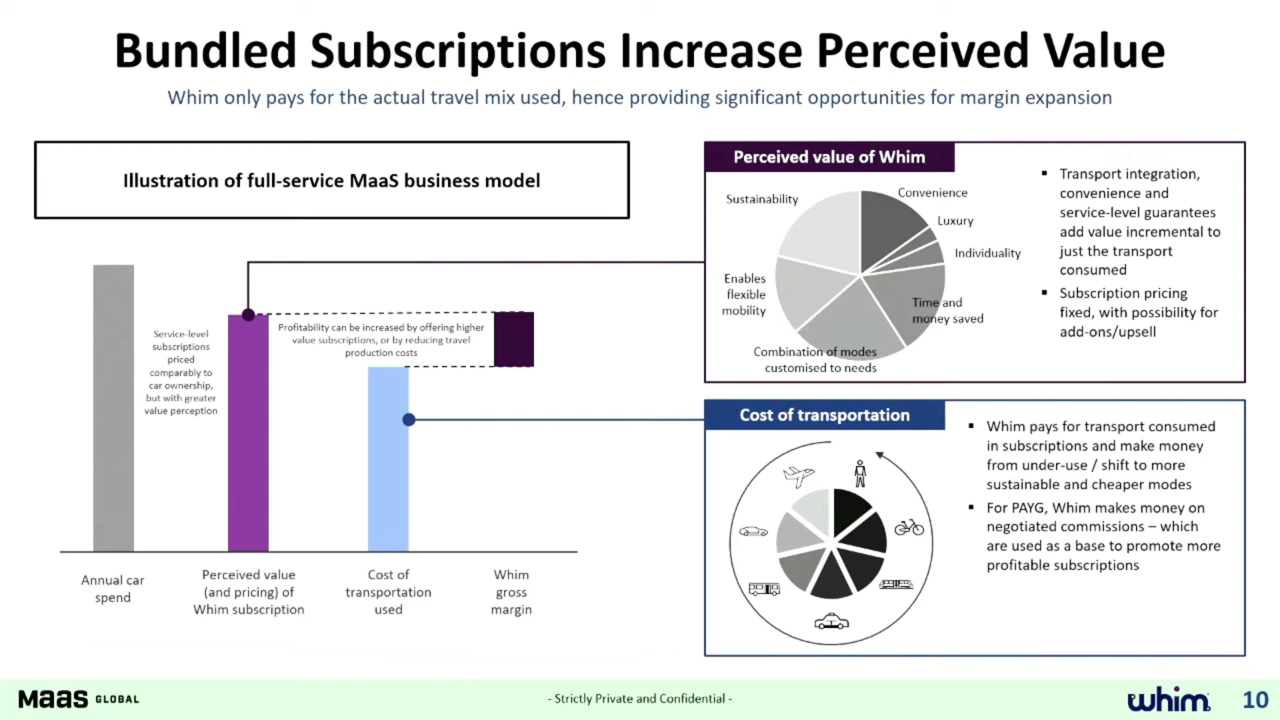 Bundled Subscriptions Increase Perceived Value
Whim only pays for the actual travel mix used, hence providing significant opportunities for margin expansion
Illustration of full-service MaaS business model
Service-level
subscriptions
priced
comparably to
car ownership,
but with greater
value perception
Profitability can be increased by offering higher
value subscriptions, or by reducing travel
production costs
Annual car
spend
Perceived value
(and pricing) of
Whim subscription
Cost of
transportation
used
Whim
gross
margin
Perceived value of Whim
Sustainability
Convenience
Luxury
Individuality
Enables
flexible
mobility
Time and
money saved
Combination of modes
customised to needs
▪ Transport integration,
convenience and
service-level guarantees
add value incremental to
just the transport
consumed
▪ Subscription pricing
fixed, with possibility for
add-ons/upsell
Cost of transportation
▪ Whim pays for transport consumed
in subscriptions and make money
from under-use / shift to more
sustainable and cheaper modes
▪ For PAYG, Whim makes money on
negotiated commissions – which
are used as a base to promote more
profitable subscriptions
MaaS GLOBAL
- Strictly Private and Confidential -
whim
10